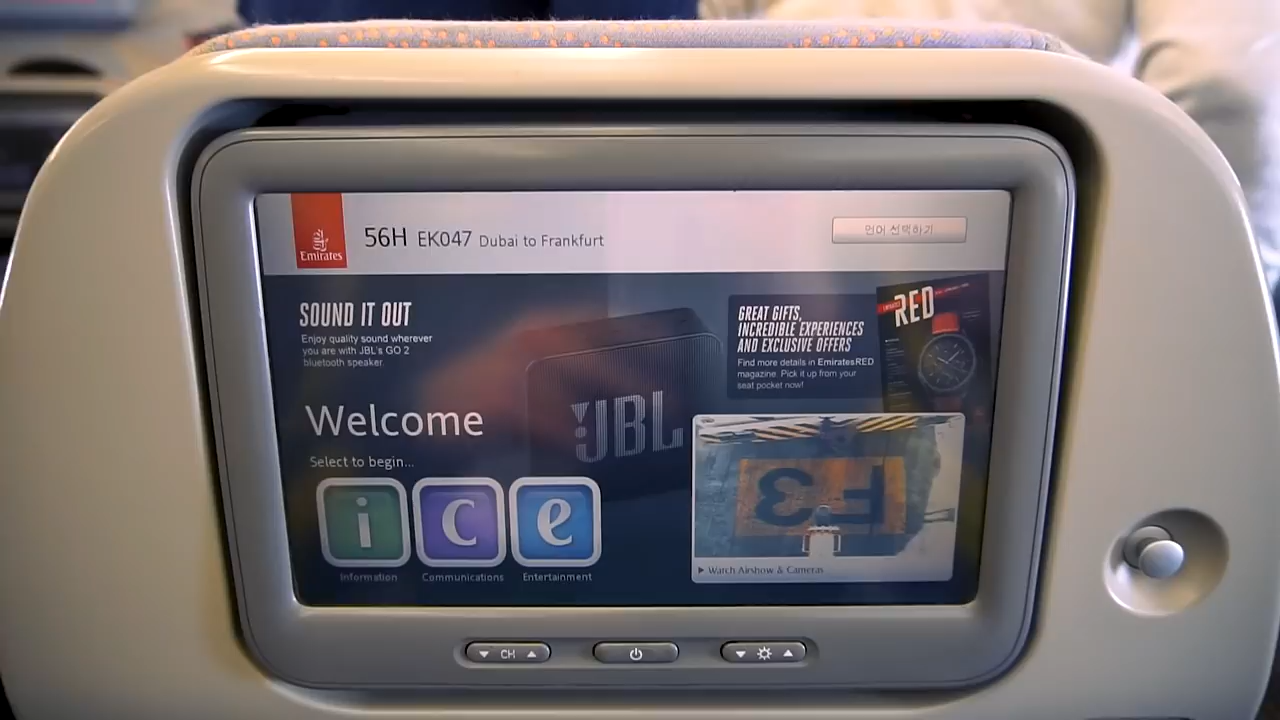 Emirates
56H EK047 Dubai to Frankfurt
언어 선택하기
SOUND IT OUT
Enjoy quality sound wherever
you are with JBL's GO 2
bluetooth speaker.
GREAT GIFTS,
INCREDIBLE EXPERIENCES
AND EXCLUSIVE OFFERS
Find more details in EmiratesRED
magazine. Pick it up from your
seat pocket now!
RED
JBL
Welcome
Select to begin...
i c e
Information Communications Entertainment
F3
Watch Airshow & Cameras
CH